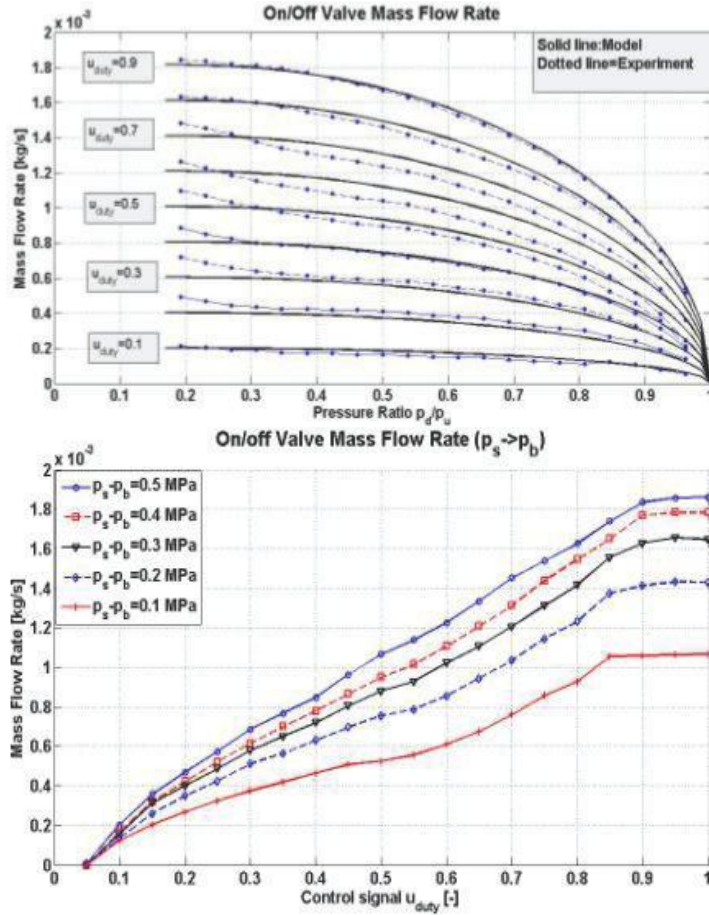 On/Off Valve Mass Flow Rate
x 10⁻³
Solid line:Model
Dotted line=Experiment
2
1.8
1.6
1.4
1.2
1
0.8
0.6
0.4
0.2
0
u_duty=0.9
u_duty=0.7
u_duty=0.5
u_duty=0.3
u_duty=0.1
Mass Flow Rate [kg/s]
0 0.1 0.2 0.3 0.4 0.5 0.6 0.7 0.8 0.9 1
Pressure Ratio p_d/p_u
On/off Valve Mass Flow Rate (p_s->p_b)
x 10⁻³
2
1.8
1.6
1.4
1.2
1
0.8
0.6
0.4
0.2
0
p_s-p_b=0.5 MPa
p_s-p_b=0.4 MPa
p_s-p_b=0.3 MPa
p_s-p_b=0.2 MPa
p_s-p_b=0.1 MPa
Mass Flow Rate [kg/s]
0 0.1 0.2 0.3 0.4 0.5 0.6 0.7 0.8 0.9 1
Control signal u_duty [-]